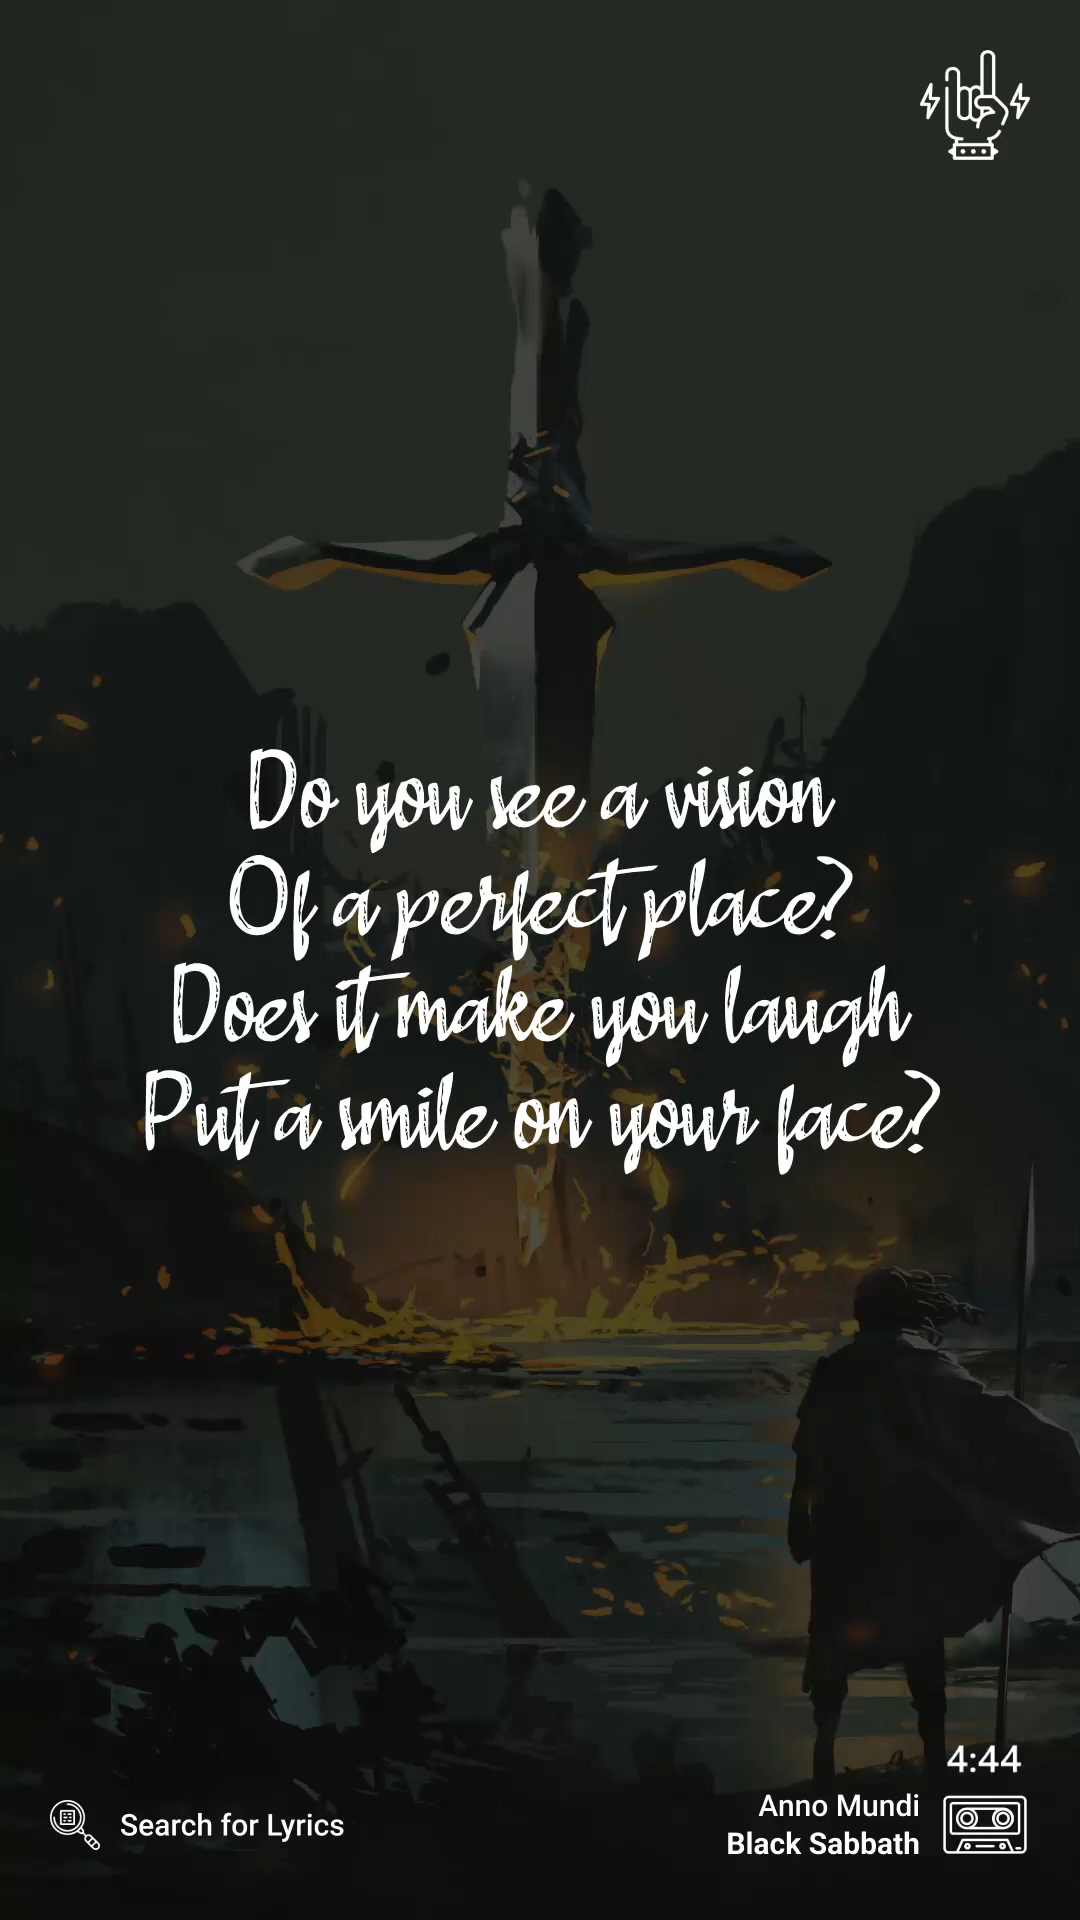 Do you see a vision
Of a perfect place?
Does it make you laugh
Put a smile on your face?
4:44
Search for Lyrics
Anno Mundi
Black Sabbath